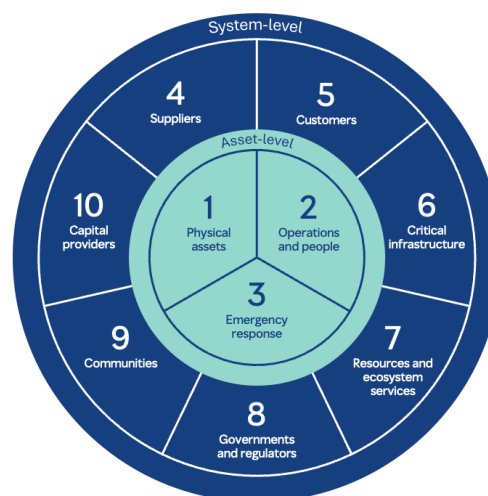 System-level
4
Suppliers
5
Customers
Asset-level
10
Capital
providers
1
Physical
assets
2
Operations
and people
6
Critical
infrastructure
3
Emergency
response
9
Communities
7
Resources and
ecosystem
services
8
Governments
and regulators